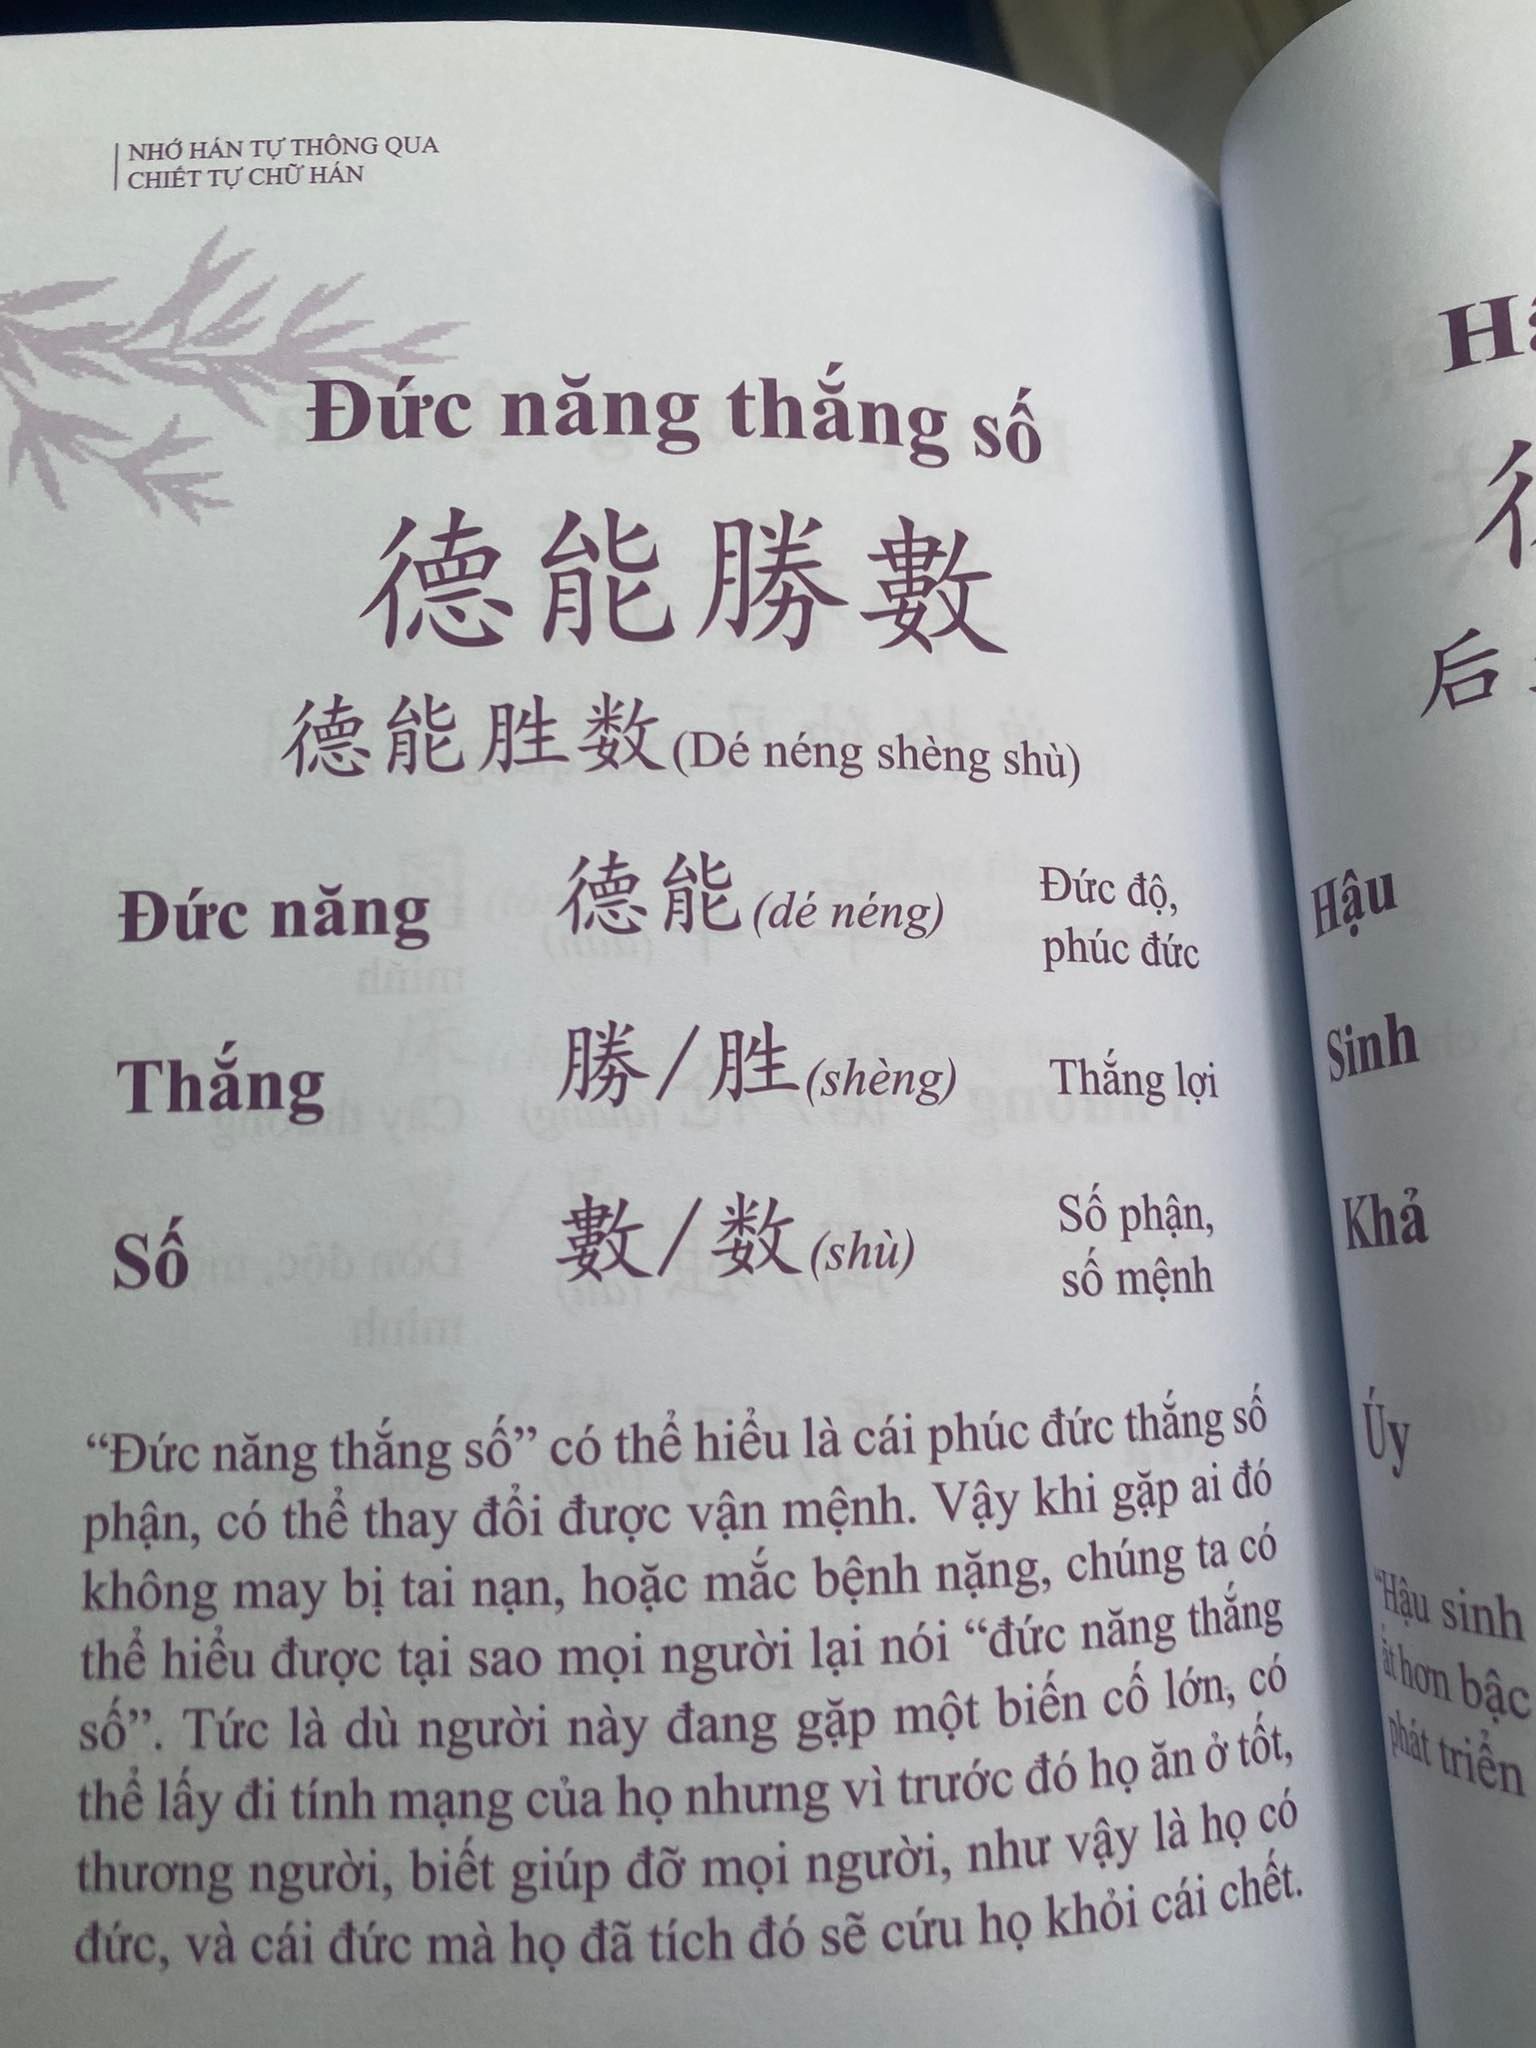 NHỚ HÁN TỰ THÔNG QUA
CHIẾT TỰ CHỮ HÁN
Đức năng thắng số
德能勝數
德能胜数(Dé néng shèng shù)
Đức năng 德能(dé néng) Đức độ,
phúc đức
Thắng 勝/胜(shèng) Thắng lợi
Số 數/数(shù) Số phận,
số mệnh
“Đức năng thắng số” có thể hiểu là cái phúc đức thắng số
phận, có thể thay đổi được vận mệnh. Vậy khi gặp ai đó
không may bị tai nạn, hoặc mắc bệnh nặng, chúng ta có
thể hiểu được tại sao mọi người lại nói “đức năng thắng
số”. Tức là dù người này đang gặp một biến cố lớn, có
thể lấy đi tính mạng của họ nhưng vì trước đó họ ăn ở tốt,
thương người, biết giúp đỡ mọi người, như vậy là họ có
đức, và cái đức mà họ đã tích đó sẽ cứu họ khỏi cái chết.
后
Hậu
Sinh
Khả
Úy
“Hậu sinh
ắt hơn bậc
phát triển